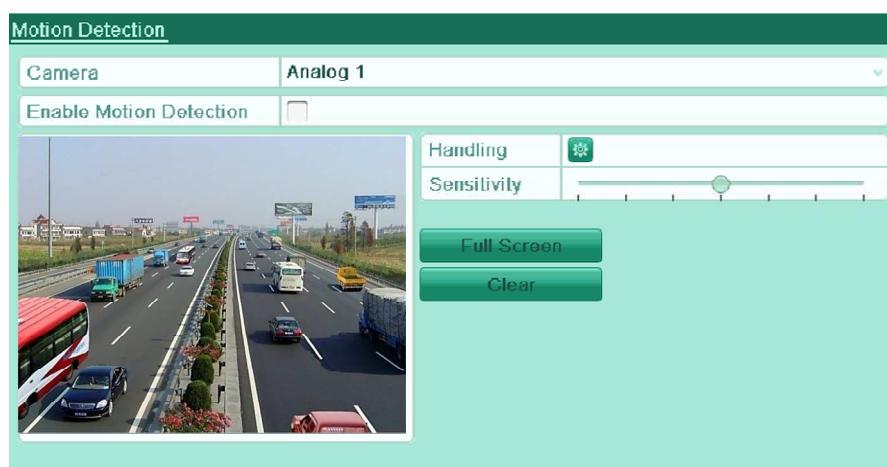 Motion Detection
Camera
Analog 1
Enable Motion Detection
Handling
Sensitivity
Full Screen
Clear